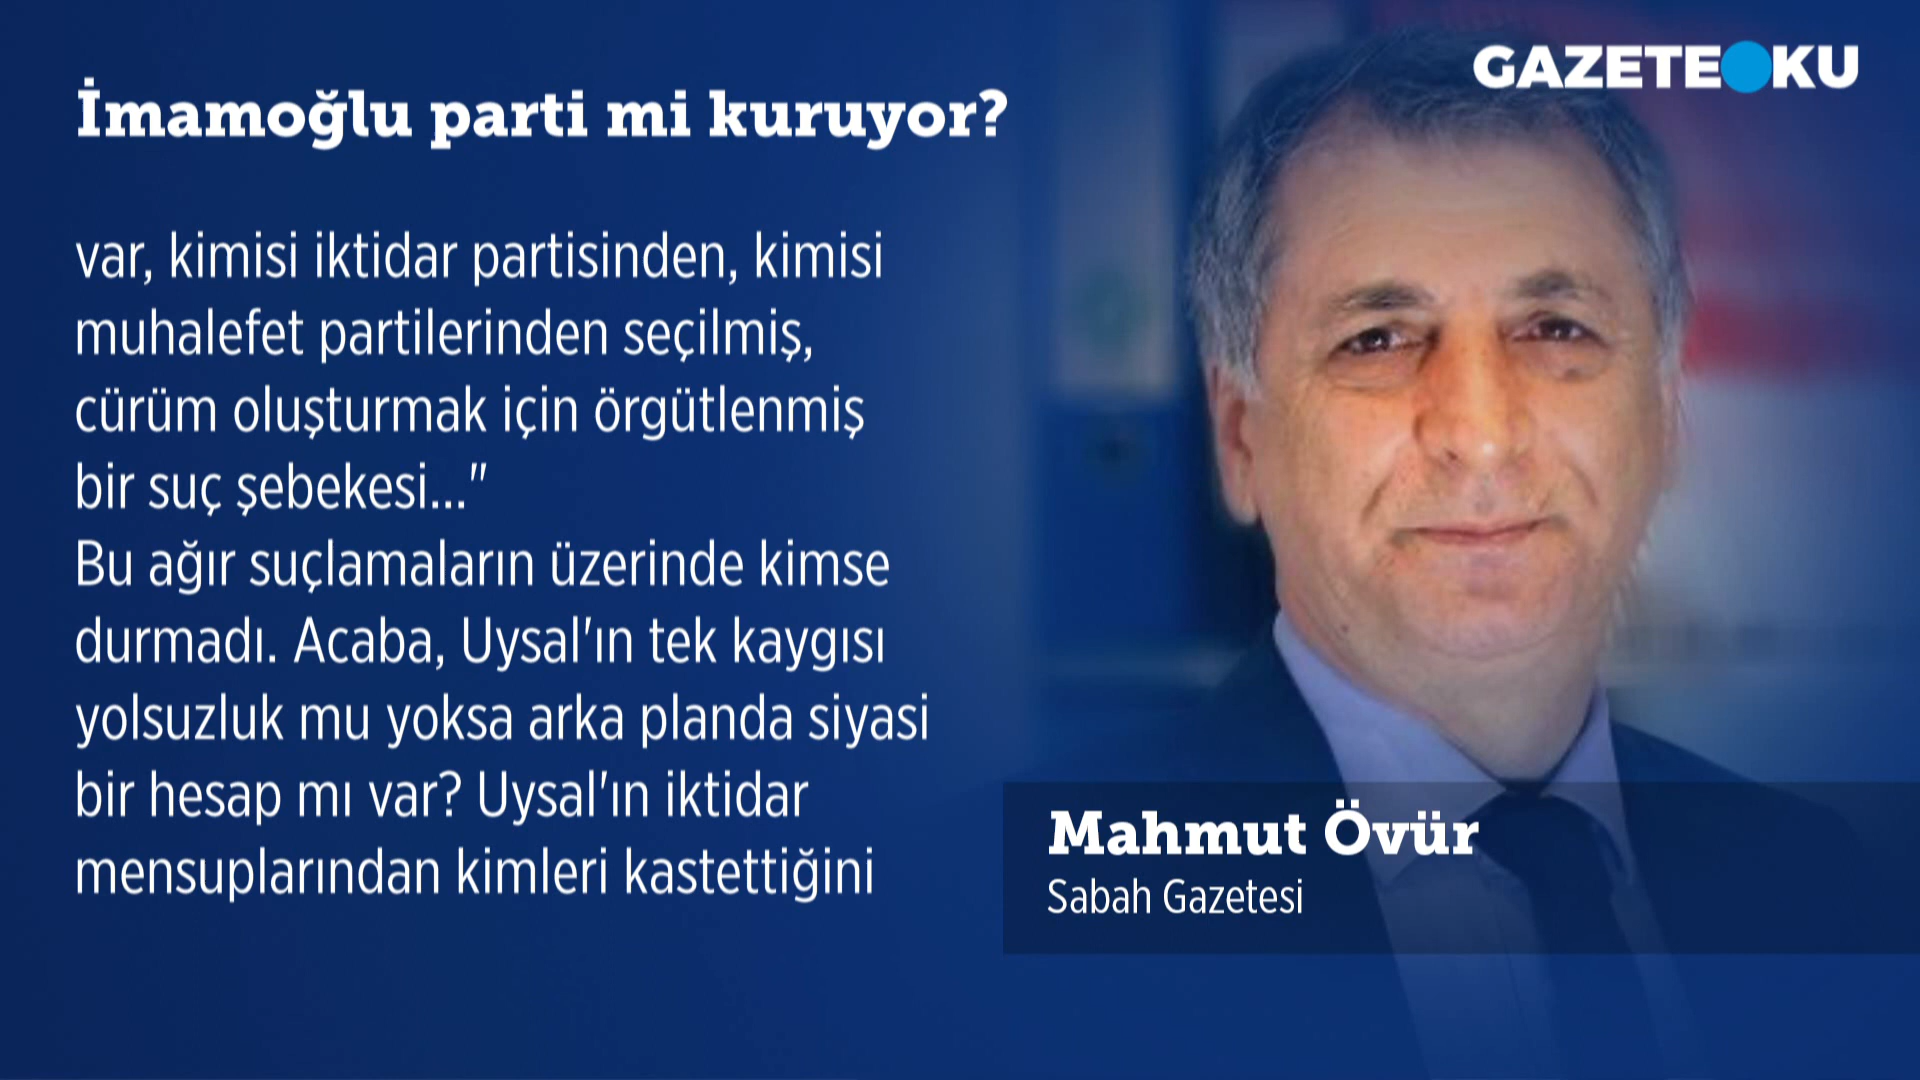 GAZETEOKU
İmamoğlu parti mi kuruyor?
var, kimisi iktidar partisinden, kimisi
muhalefet partilerinden seçilmiş,
cürüm oluşturmak için örgütlenmiş
bir suç şebekesi..."
Bu ağır suçlamaların üzerinde kimse
durmadı. Acaba, Uysal'ın tek kaygısı
yolsuzluk mu yoksa arka planda siyasi
bir hesap mı var? Uysal'ın iktidar
mensuplarından kimleri kastettiğini
Mahmut Övür
Sabah Gazetesi